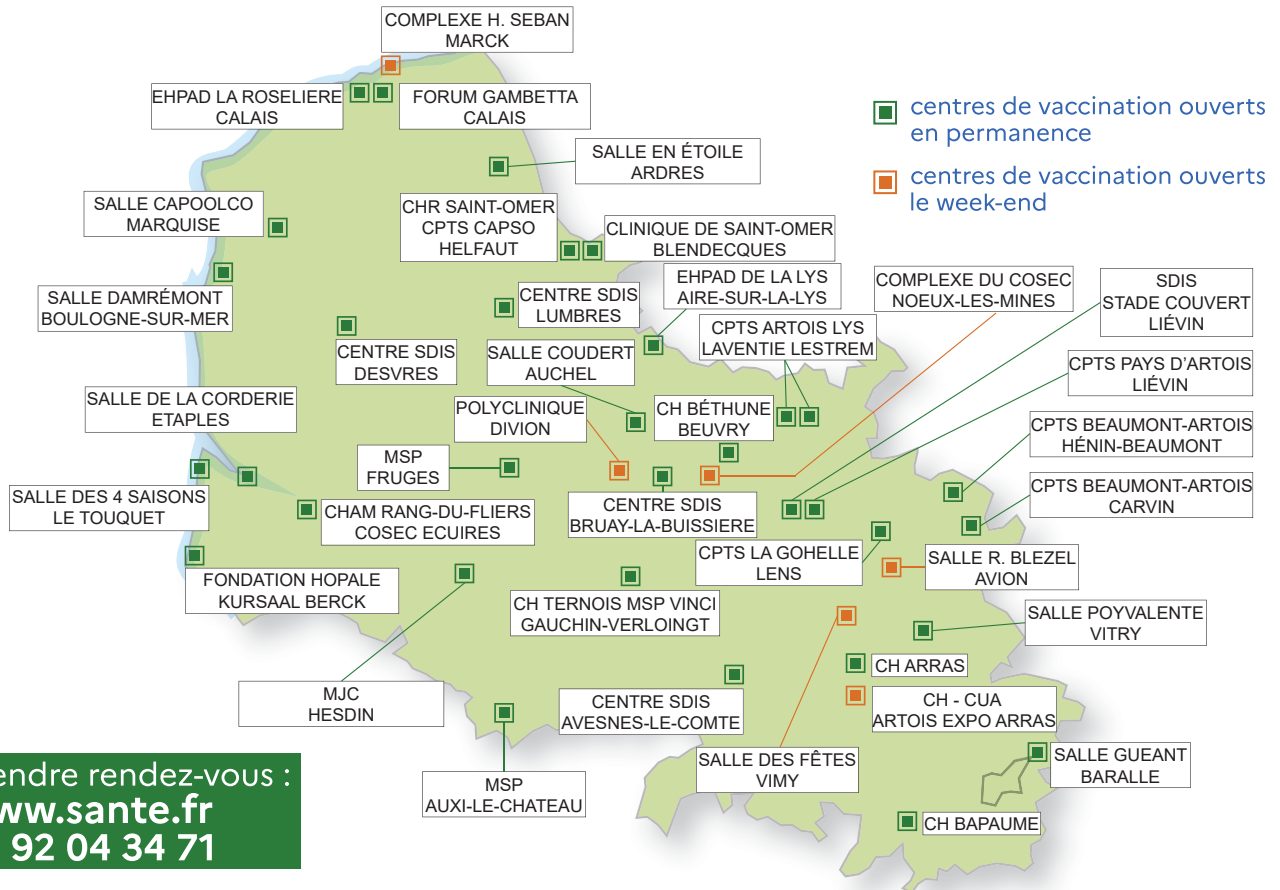 COMPLEXE H. SEBAN
MARCK
EHPAD LA ROSELIERE
CALAIS
FORUM GAMBETTA
CALAIS
centres de vaccination ouverts
en permanence
centres de vaccination ouverts
le week-end
SALLE EN ÉTOILE
ARDRES
SALLE CAPOOLCO
MARQUISE
CHR SAINT-OMER
CPTS CAPSO
HELFAUT
CLINIQUE DE SAINT-OMER
BLENDECQUES
EHPAD DE LA LYS
AIRE-SUR-LA-LYS
COMPLEXE DU COSEC
NOEUX-LES-MINES
SDIS
STADE COUVERT
LIÉVIN
SALLE DAMRÉMONT
BOULOGNE-SUR-MER
CENTRE SDIS
LUMBRES
CPTS ARTOIS LYS
LAVENTIE LESTREM
CENTRE SDIS
DESVRES
SALLE COUDERT
AUCHEL
CPTS PAYS D'ARTOIS
LIÉVIN
SALLE DE LA CORDERIE
ETAPLES
POLYCLINIQUE
DIVION
CH BÉTHUNE
BEUVRY
CPTS BEAUMONT-ARTOIS
HÉNIN-BEAUMONT
MSP
FRUGES
CPTS BEAUMONT-ARTOIS
CARVIN
SALLE DES 4 SAISONS
LE TOUQUET
CHAM RANG-DU-FLIERS
COSEC ECUIRES
CENTRE SDIS
BRUAY-LA-BUISSIERE
CPTS LA GOHELLE
LENS
SALLE R. BLEZEL
AVION
FONDATION HOPALE
KURSAAL BERCK
CH TERNOIS MSP VINCI
GAUCHIN-VERLOINGT
SALLE POYVALENTE
VITRY
CH ARRAS
MJC
HESDIN
CENTRE SDIS
AVESNES-LE-COMTE
CH - CUA
ARTOIS EXPO ARRAS
SALLE DES FÊTES
VIMY
SALLE GUEANT
BARALLE
MSP
AUXI-LE-CHATEAU
CH BAPAUME
endre rendez-vous :
ww.sante.fr
92 04 34 71